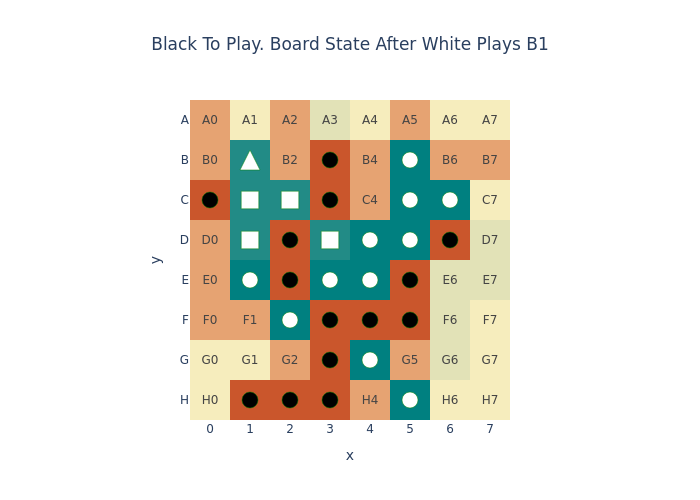 Black To Play. Board State After White Plays B1
A A0 A1 A2 A3 A4 A5 A6 A7
B B0 B2 B4 B6 B7
C C4 C7
D D0 D7
y
E E0 E6 E7
F F0 F1 F6 F7
G G0 G1 G2 G5 G6 G7
H H0 H4 H6 H7
0 1 2 3 4 5 6 7
x